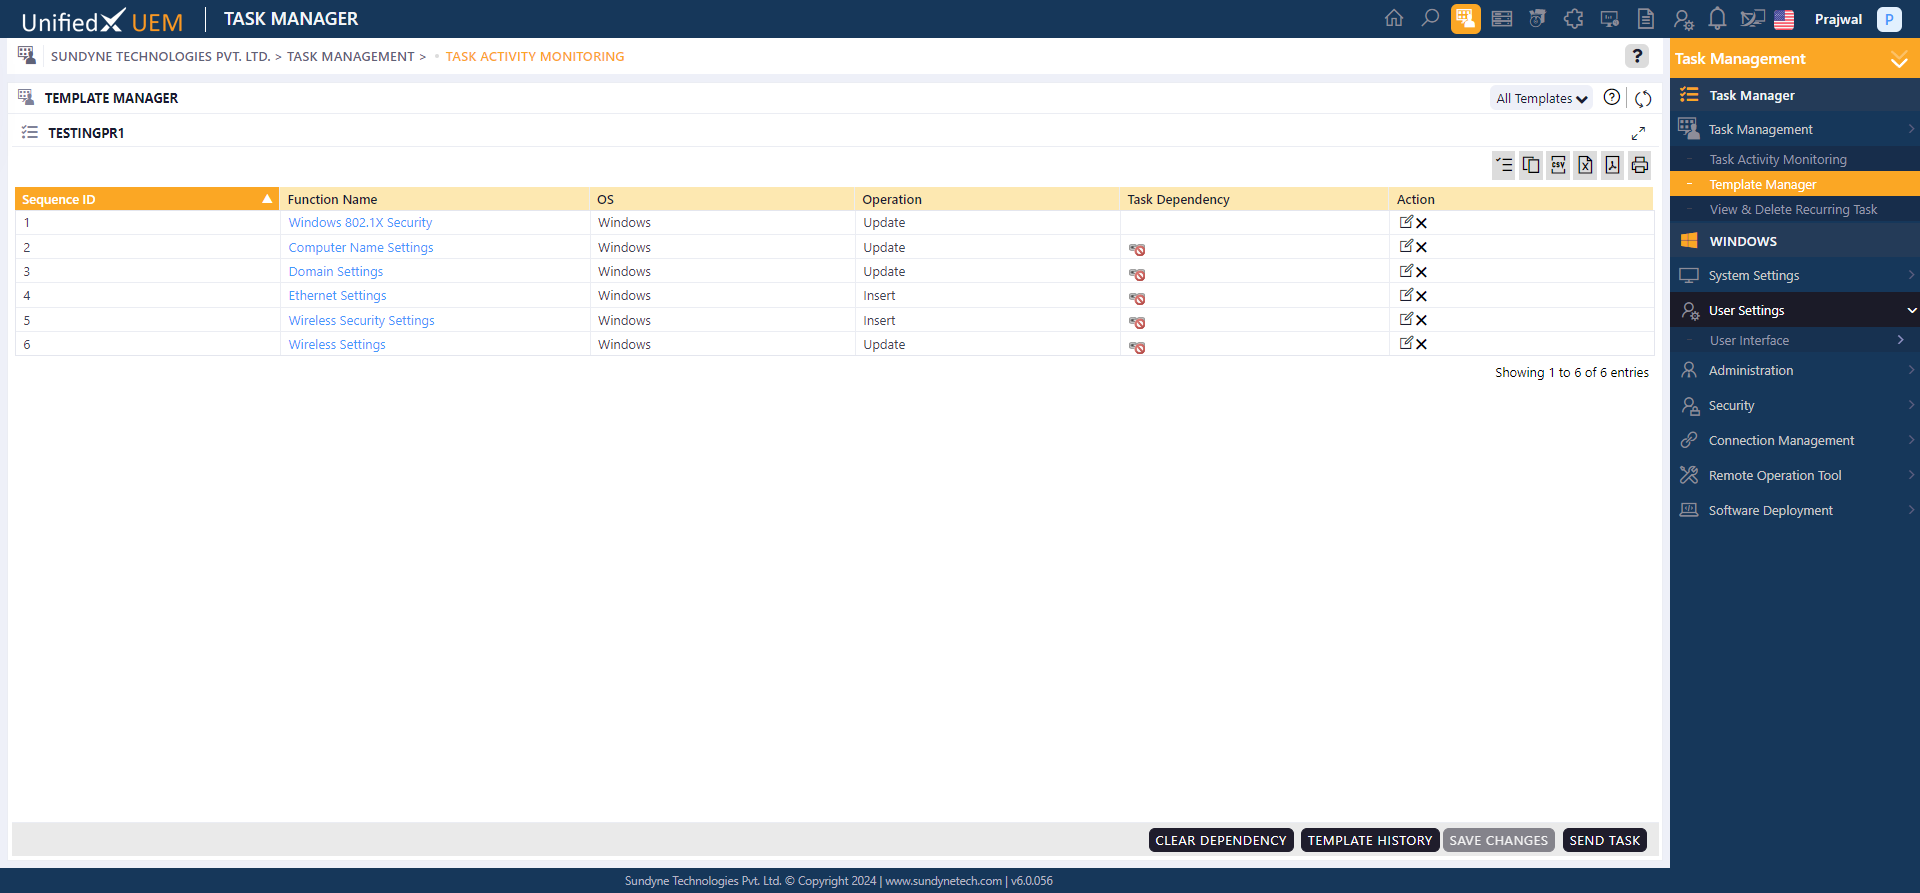 UnifiedX UEM
TASK MANAGER
Prajwal
P
SUNDYNE TECHNOLOGIES PVT. LTD. > TASK MANAGEMENT > • TASK ACTIVITY MONITORING
?
TEMPLATE MANAGER
All Templates
?
TESTINGPR1
CSV
Sequence ID Function Name OS Operation Task Dependency Action
1 Windows 802.1X Security Windows Update
2 Computer Name Settings Windows Update
3 Domain Settings Windows Update
4 Ethernet Settings Windows Insert
5 Wireless Security Settings Windows Insert
6 Wireless Settings Windows Update
Showing 1 to 6 of 6 entries
CLEAR DEPENDENCY
TEMPLATE HISTORY
SAVE CHANGES
SEND TASK
Task Management
Task Manager
Task Management
Task Activity Monitoring
Template Manager
View & Delete Recurring Task
WINDOWS
System Settings
User Settings
User Interface
Administration
Security
Connection Management
Remote Operation Tool
Software Deployment
Sundyne Technologies Pvt. Ltd. © Copyright 2024 | www.sundynetech.com | v6.0.056